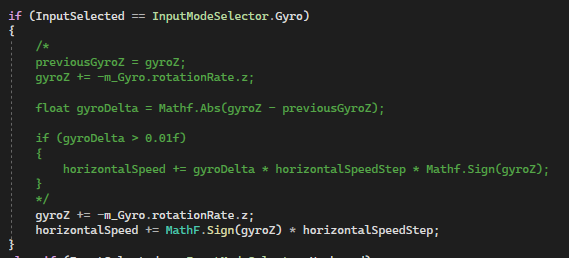 if (InputSelected == InputModeSelector.Gyro)
{
/*
previousGyroZ = gyroZ;
gyroZ += -m_Gyro.rotationRate.z;
float gyroDelta = Mathf.Abs(gyroZ - previousGyroZ);
if (gyroDelta > 0.01f)
{
horizontalSpeed += gyroDelta * horizontalSpeedStep * Mathf.Sign(gyroZ);
}
*/
gyroZ += -m_Gyro.rotationRate.z;
horizontalSpeed += MathF.Sign(gyroZ) * horizontalSpeedStep;
}